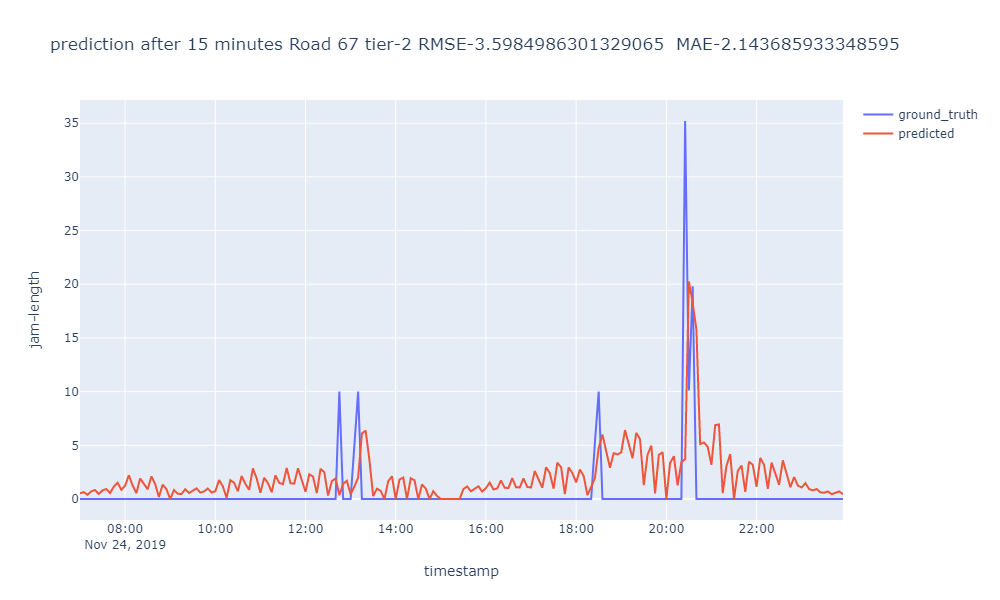 prediction after 15 minutes Road 67 tier-2 RMSE-3.5984986301329065  MAE-2.143685933348595
ground_truth
predicted
35
30
25
20
15
10
5
0
jam-length
08:00 10:00 12:00 14:00 16:00 18:00 20:00 22:00
Nov 24, 2019
timestamp